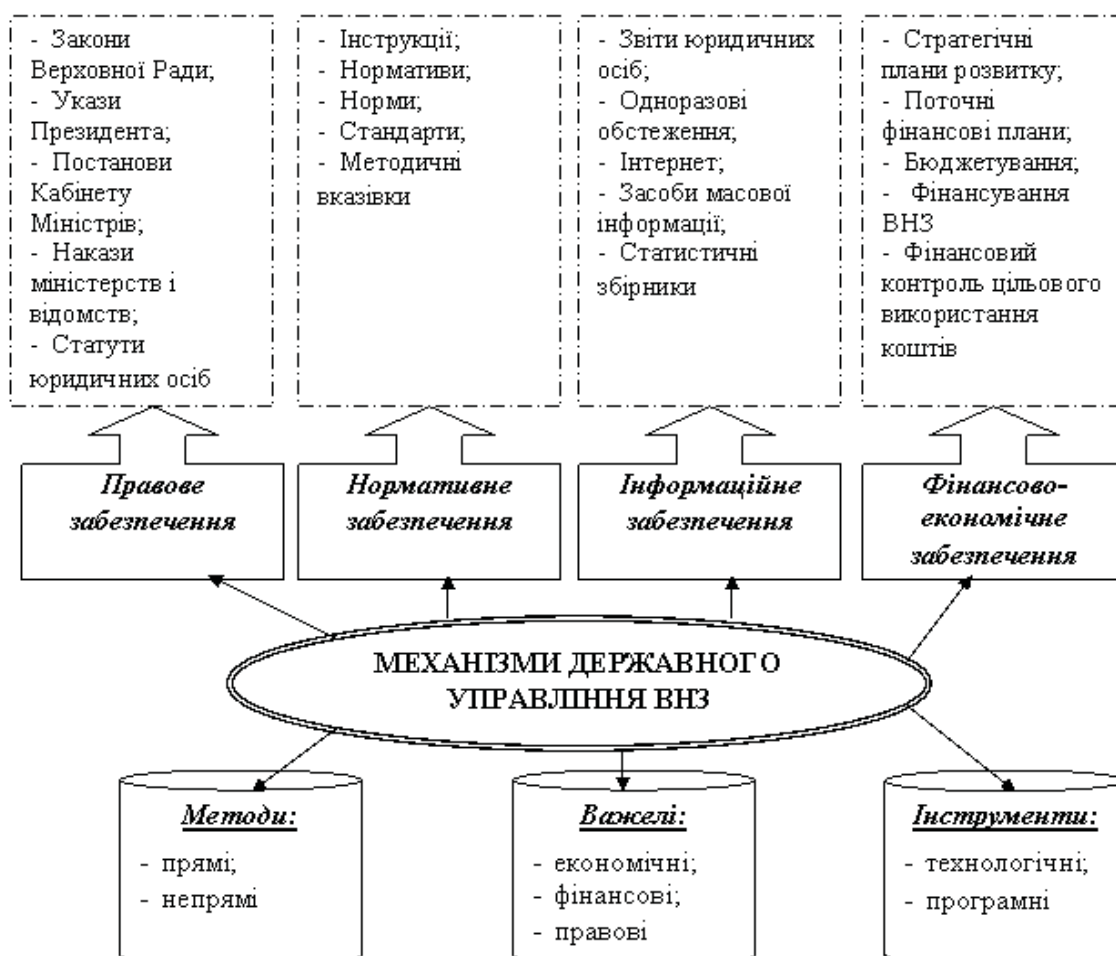 - Закони
Верховної Ради;
- Укази
Президента;
- Постанови
Кабінету
Міністрів;
- Накази
міністерств і
відомств;
- Статути
юридичних осіб
- Інструкції;
- Нормативи;
- Норми;
- Стандарти;
- Методичні
вказівки
- Звіти юридичних
осіб;
- Одноразові
обстеження;
- Інтернет;
- Засоби масової
інформації;
- Статистичні
збірники
- Стратегічні
плани розвитку;
- Поточні
фінансові плани;
- Бюджетування;
- Фінансування
ВНЗ
- Фінансовий
контроль цільового
використання
коштів
Правове
забезпечення
Нормативне
забезпечення
Інформаційне
забезпечення
Фінансово-
економічне
забезпечення
МЕХАНІЗМИ ДЕРЖАВНОГО
УПРАВЛІННЯ ВНЗ
Методи:
- прямі;
- непрямі
Важелі:
- економічні;
- фінансові;
- правові
Інструменти:
- технологічні;
- програмні